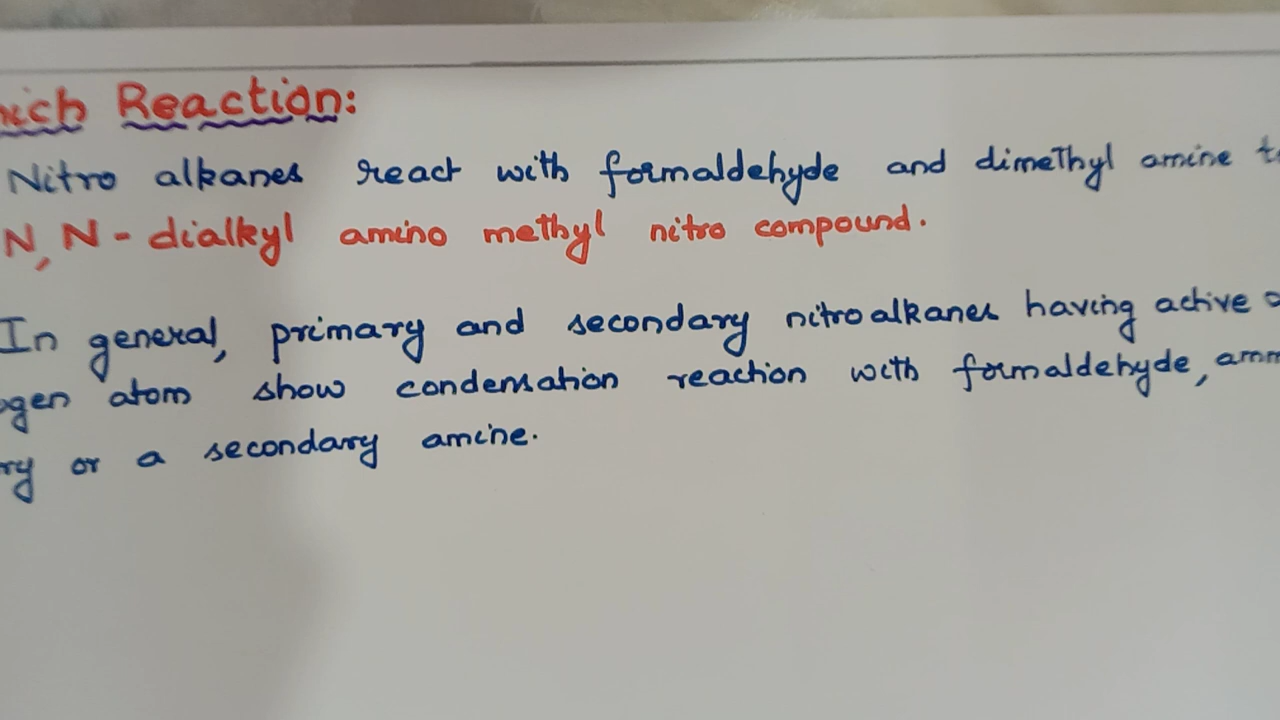 Reaction:
Nitro alkanes react with formaldehyde and dimethyl amine
N, N - dialkyl amino methyl nitro compound.
In general, primary and secondary nitroalkanes having active
atom show condensation reaction with formaldehyde,
or a secondary amine.